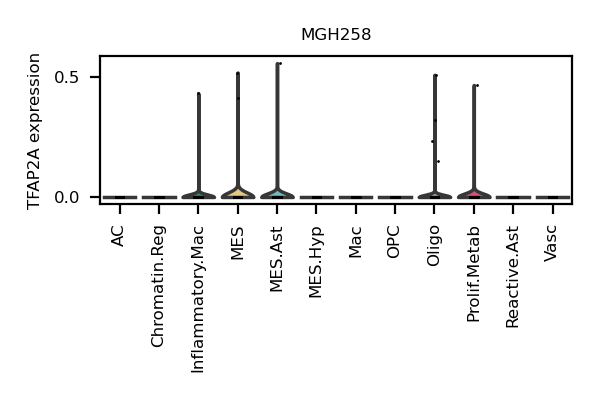 MGH258
TFAP2A expression
0.5
0.0
AC
Chromatin.Reg
Inflammatory.Mac
MES
MES.Ast
MES.Hyp
Mac
OPC
Oligo
Prolif.Metab
Reactive.Ast
Vasc